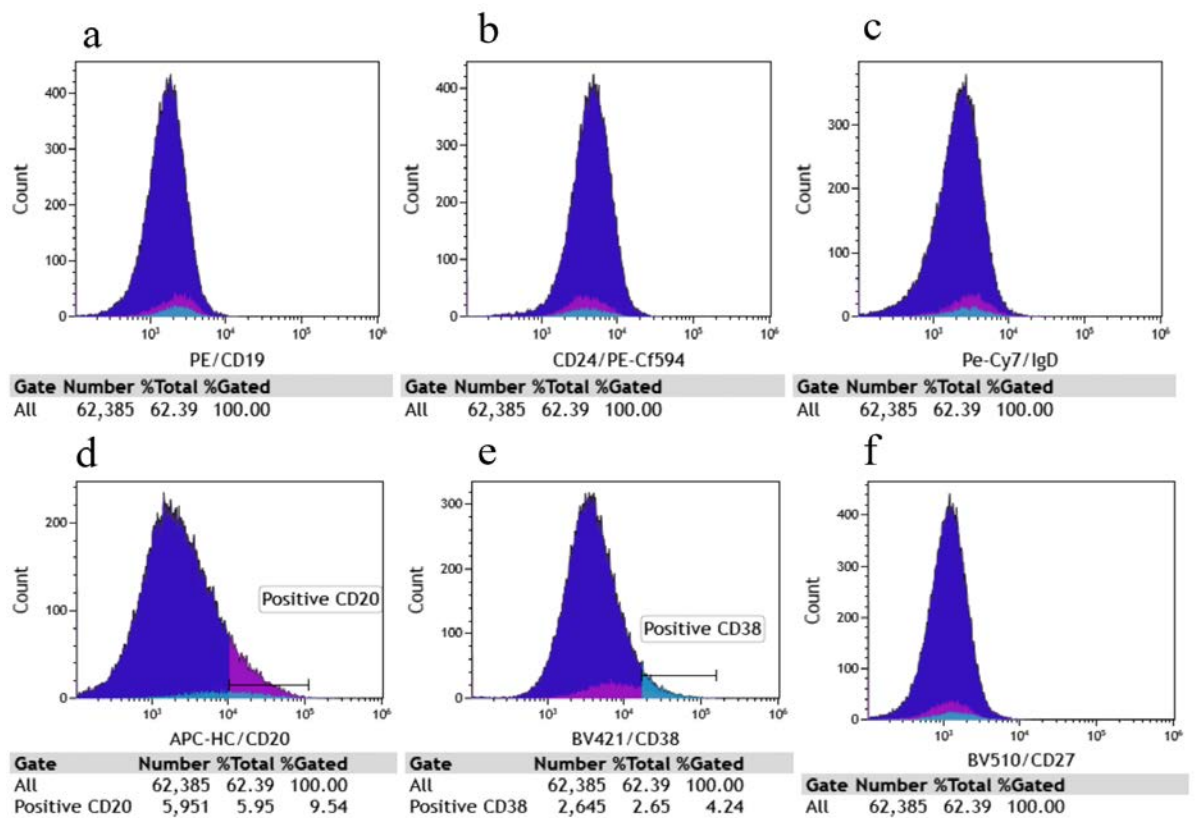 a
b
c
Count
400
300
200
100
0
10³ 10⁴ 10⁵ 10⁶
PE/CD19
Gate Number %Total %Gated
All 62,385 62.39 100.00
Count
400
300
200
100
0
10³ 10⁴ 10⁵ 10⁶
CD24/PE-Cf594
Gate Number %Total %Gated
All 62,385 62.39 100.00
Count
300
200
100
0
10³ 10⁴ 10⁵ 10⁶
Pe-Cy7/IgD
Gate Number %Total %Gated
All 62,385 62.39 100.00
d
e
f
Count
200
100
0
Positive CD20
10³ 10⁴ 10⁵ 10⁶
APC-HC/CD20
Gate Number %Total %Gated
All 62,385 62.39 100.00
Positive CD20 5,951 5.95 9.54
Count
300
200
100
0
Positive CD38
10³ 10⁴ 10⁵ 10⁶
BV421/CD38
Gate Number %Total %Gated
All 62,385 62.39 100.00
Positive CD38 2,645 2.65 4.24
Count
400
300
200
100
0
10³ 10⁴ 10⁵ 10⁶
BV510/CD27
Gate Number %Total %Gated
All 62,385 62.39 100.00